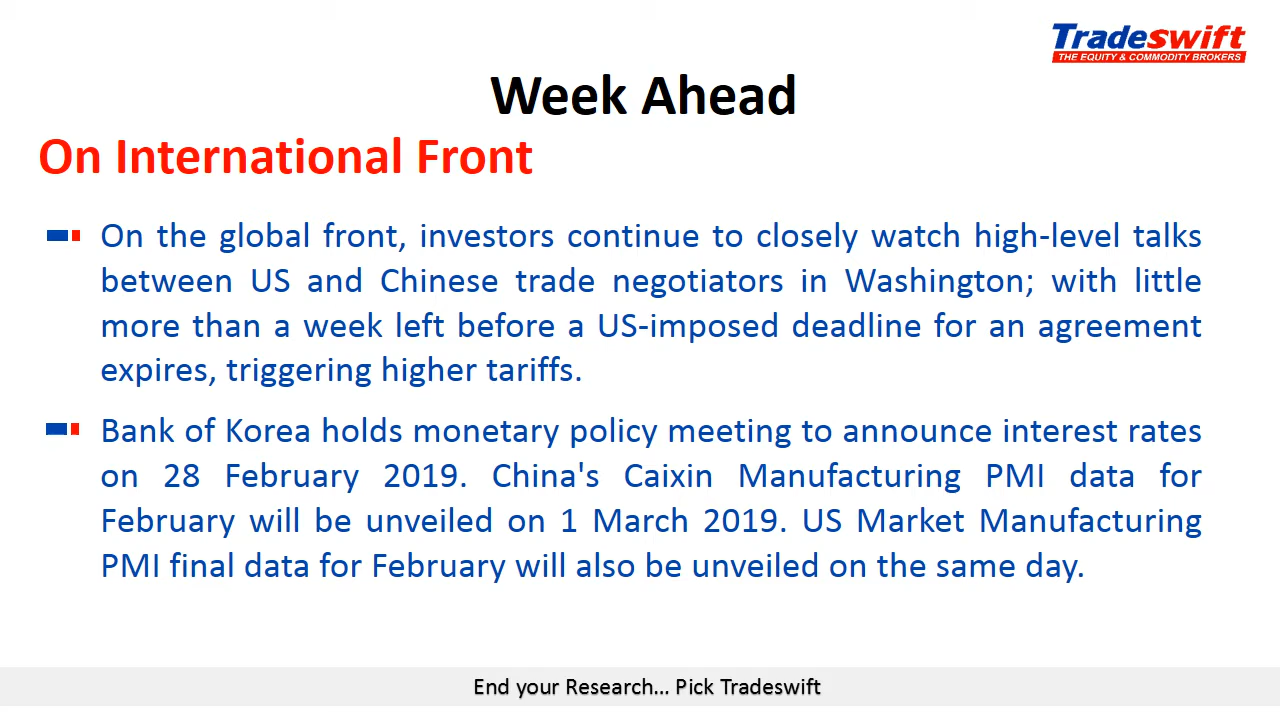 Tradeswift
THE EQUITY & COMMODITY BROKERS
Week Ahead
On International Front
On the global front, investors continue to closely watch high-level talks
between US and Chinese trade negotiators in Washington; with little
more than a week left before a US-imposed deadline for an agreement
expires, triggering higher tariffs.
Bank of Korea holds monetary policy meeting to announce interest rates
on 28 February 2019. China's Caixin Manufacturing PMI data for
February will be unveiled on 1 March 2019. US Market Manufacturing
PMI final data for February will also be unveiled on the same day.
End your Research... Pick Tradeswift